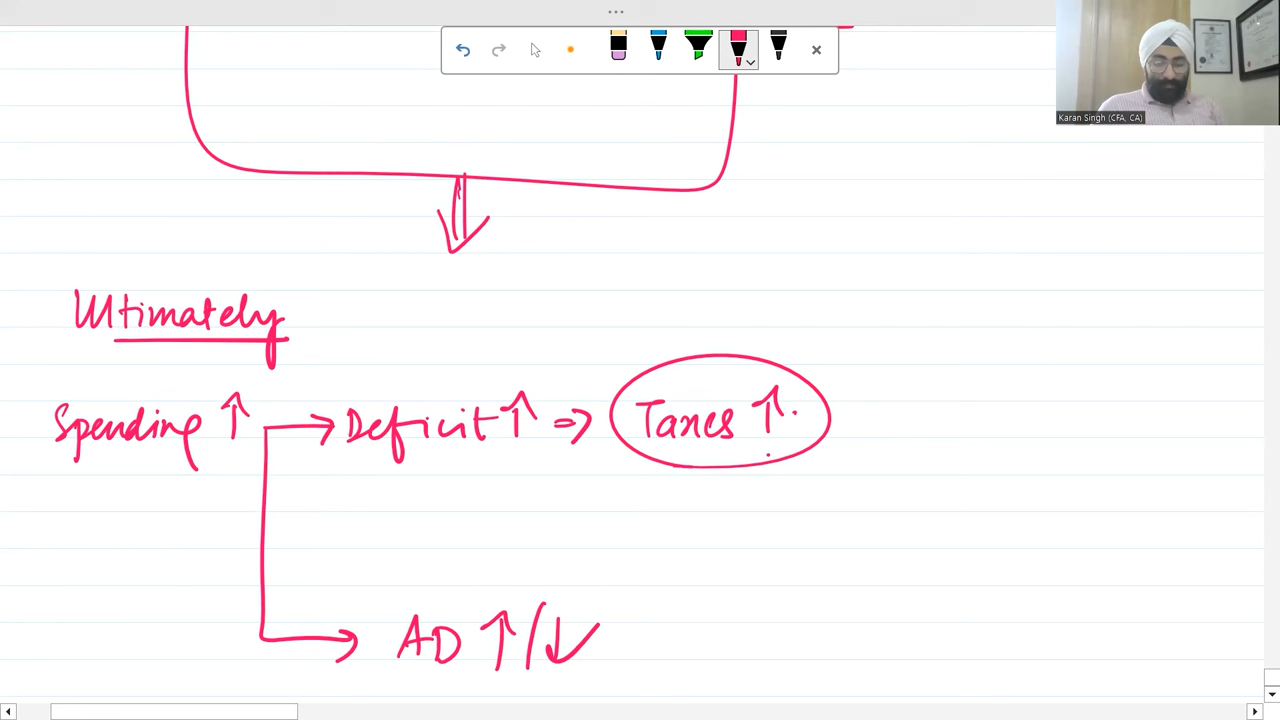 Karan Singh (CFA, CA)
Ultimately
Spending ↑ → Deficit ↑ ⇒ Taxes ↑.
→ AD ↑/↓